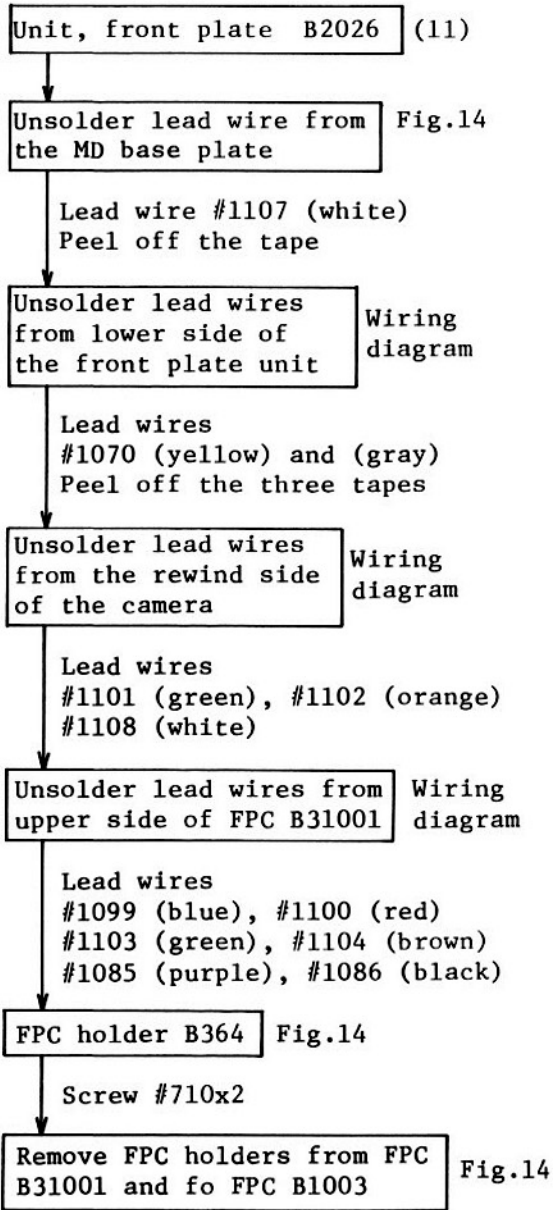 Unit, front plate B2026 (11)
Unsolder lead wire from Fig.14
the MD base plate
Lead wire #1107 (white)
Peel off the tape
Unsolder lead wires
from lower side of
the front plate unit
Wiring
diagram
Lead wires
#1070 (yellow) and (gray)
Peel off the three tapes
Unsolder lead wires
from the rewind side
of the camera
Wiring
diagram
Lead wires
#1101 (green), #1102 (orange)
#1108 (white)
Unsolder lead wires from
upper side of FPC B31001
Wiring
diagram
Lead wires
#1099 (blue), #1100 (red)
#1103 (green), #1104 (brown)
#1085 (purple), #1086 (black)
FPC holder B364 Fig.14
Screw #710x2
Remove FPC holders from FPC
B31001 and fo FPC B1003
Fig.14